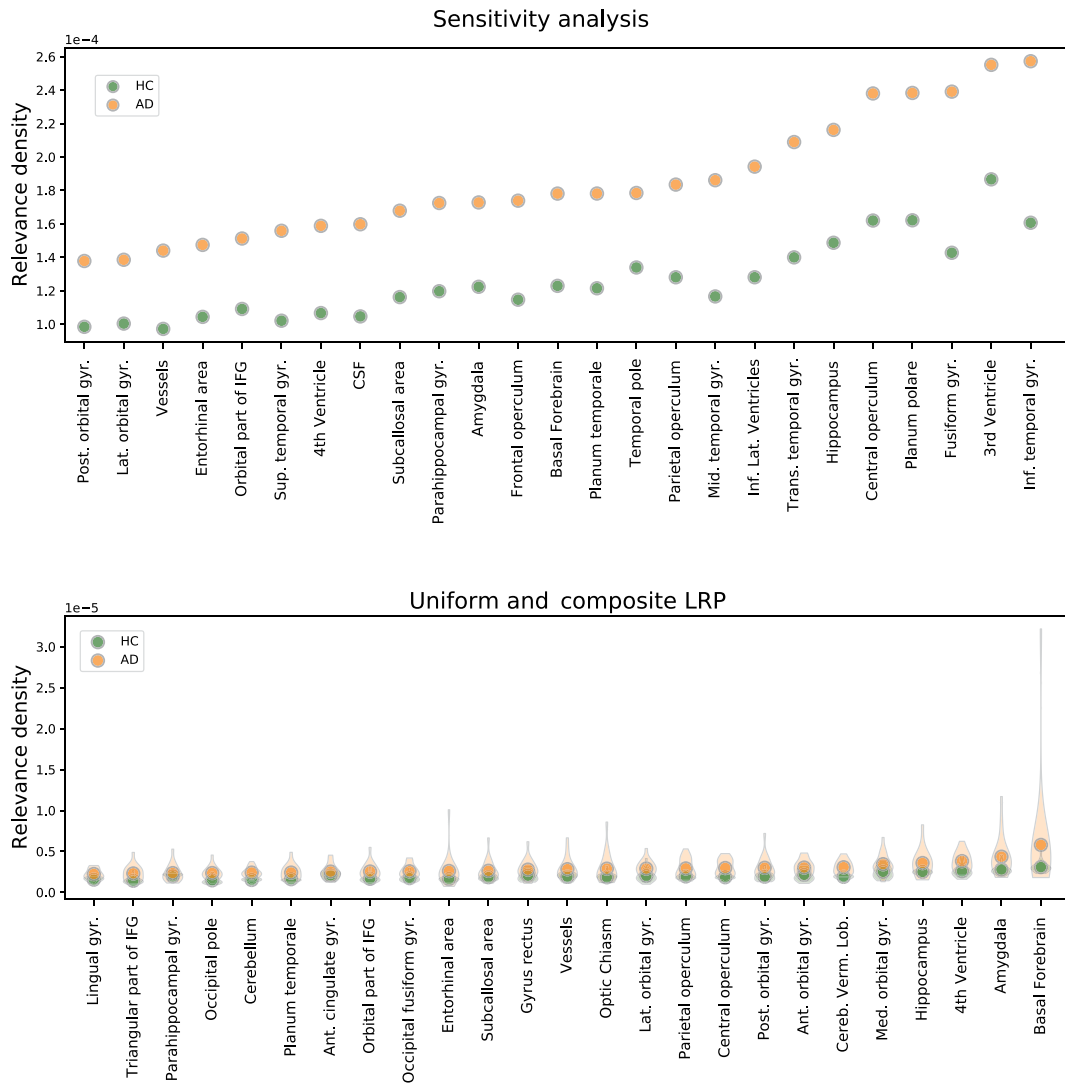 Sensitivity analysis
1e−4
2.6
2.4
2.2
2.0
1.8
1.6
1.4
1.2
1.0
Relevance density
HC
AD
Post. orbital gyr.
Lat. orbital gyr.
Vessels
Entorhinal area
Orbital part of IFG
Sup. temporal gyr.
4th Ventricle
CSF
Subcallosal area
Parahippocampal gyr.
Amygdala
Frontal operculum
Basal Forebrain
Planum temporale
Temporal pole
Parietal operculum
Mid. temporal gyr.
Inf. Lat. Ventricles
Trans. temporal gyr.
Hippocampus
Central operculum
Planum polare
Fusiform gyr.
3rd Ventricle
Inf. temporal gyr.
Uniform and composite LRP
1e−5
3.0
2.5
2.0
1.5
1.0
0.5
0.0
Relevance density
HC
AD
Lingual gyr.
Triangular part of IFG
Parahippocampal gyr.
Occipital pole
Cerebellum
Planum temporale
Ant. cingulate gyr.
Orbital part of IFG
Occipital fusiform gyr.
Entorhinal area
Subcallosal area
Gyrus rectus
Vessels
Optic Chiasm
Lat. orbital gyr.
Parietal operculum
Central operculum
Post. orbital gyr.
Ant. orbital gyr.
Cereb. Verm. Lob.
Med. orbital gyr.
Hippocampus
4th Ventricle
Amygdala
Basal Forebrain